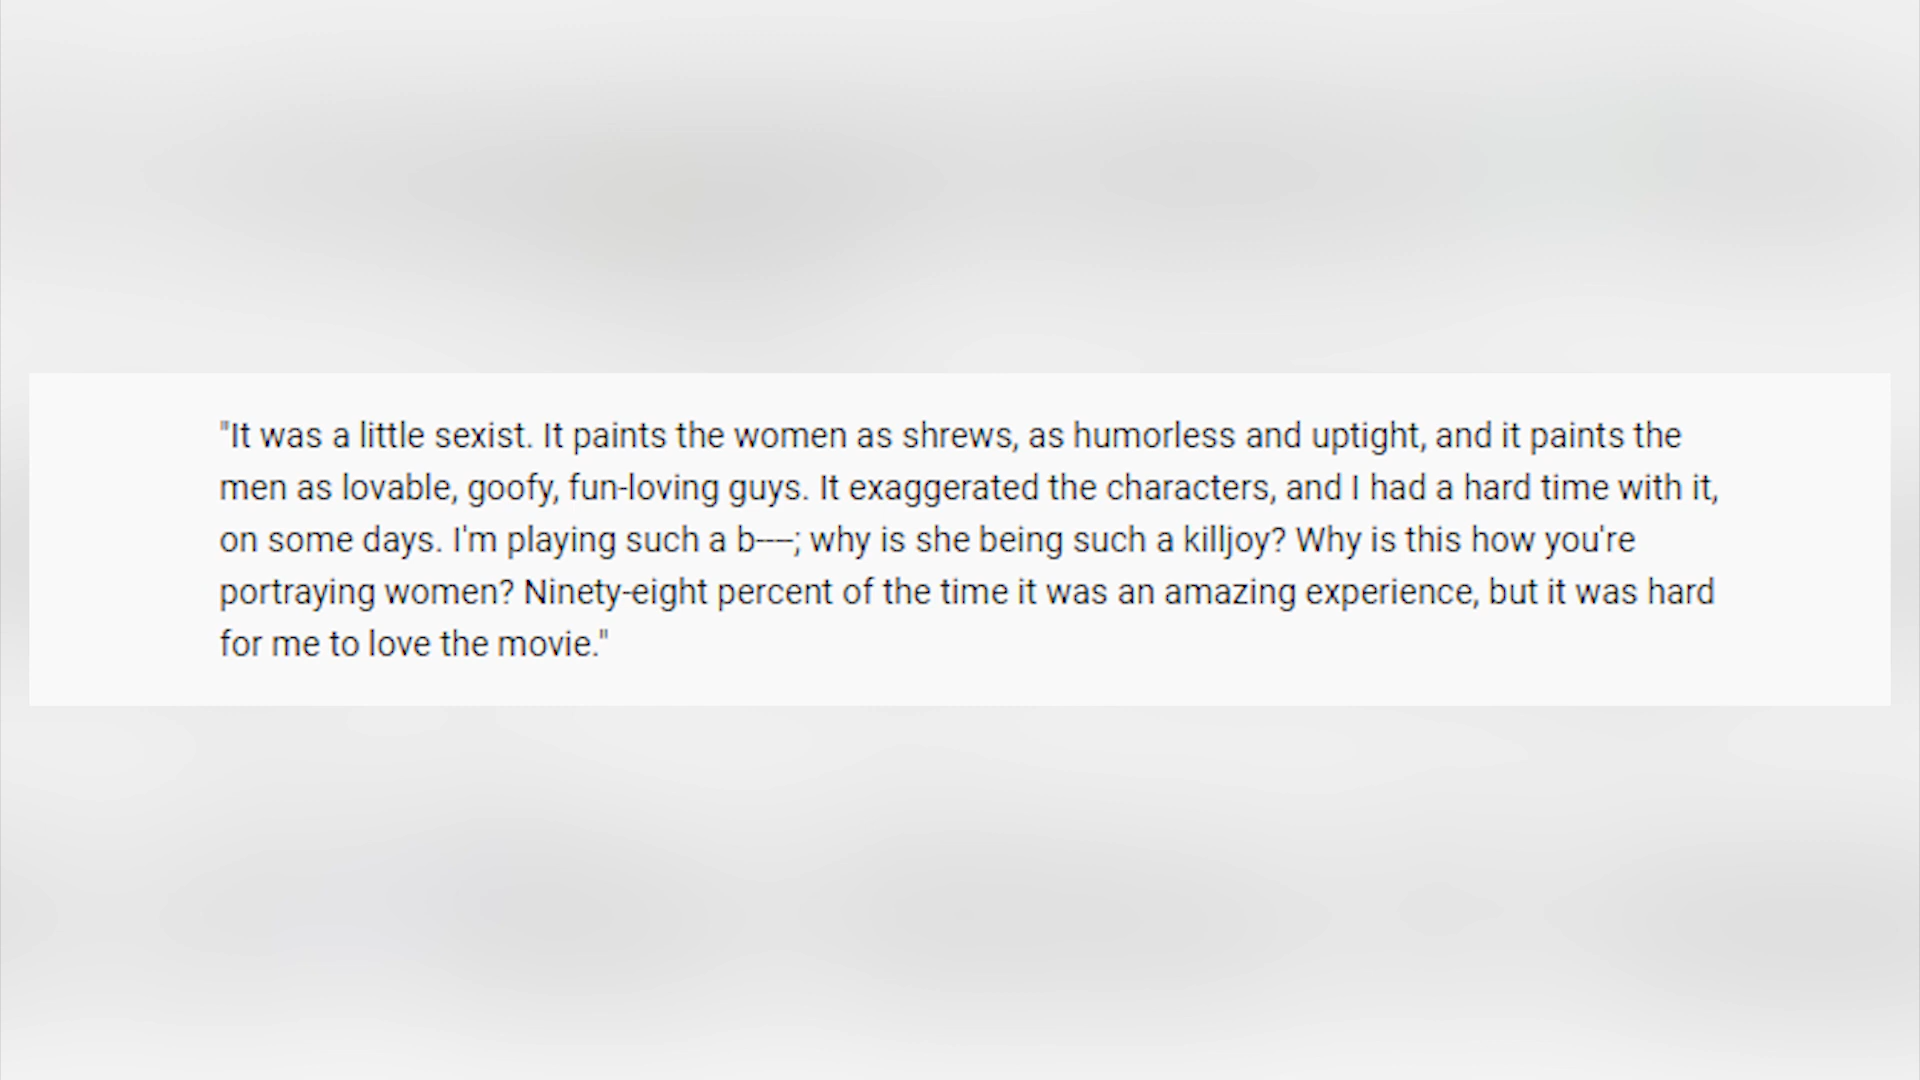 "It was a little sexist. It paints the women as shrews, as humorless and uptight, and it paints the
men as lovable, goofy, fun-loving guys. It exaggerated the characters, and I had a hard time with it,
on some days. I'm playing such a b—–; why is she being such a killjoy? Why is this how you're
portraying women? Ninety-eight percent of the time it was an amazing experience, but it was hard
for me to love the movie."